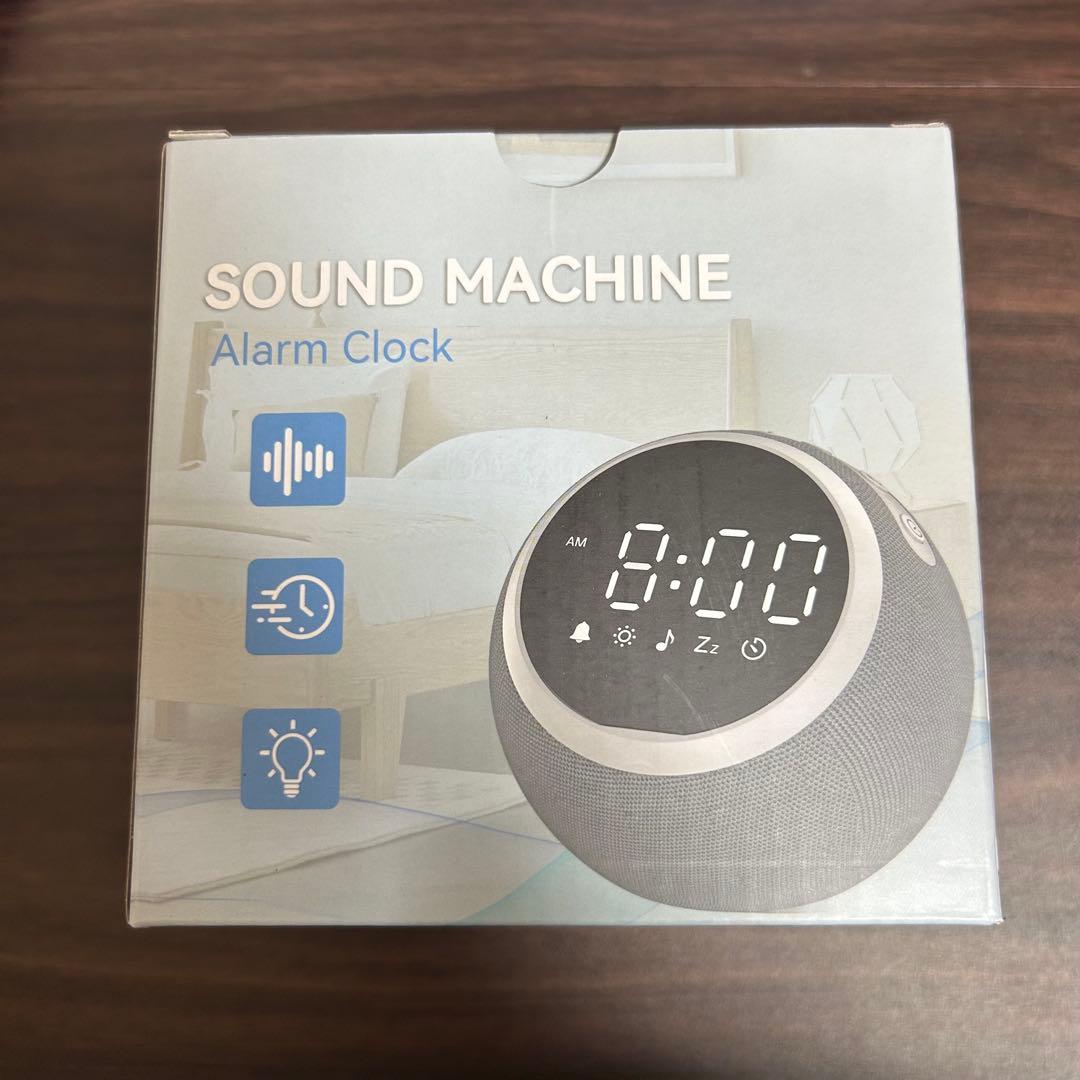 SOUND MACHINE
Alarm Clock
AM 8:00
Zz